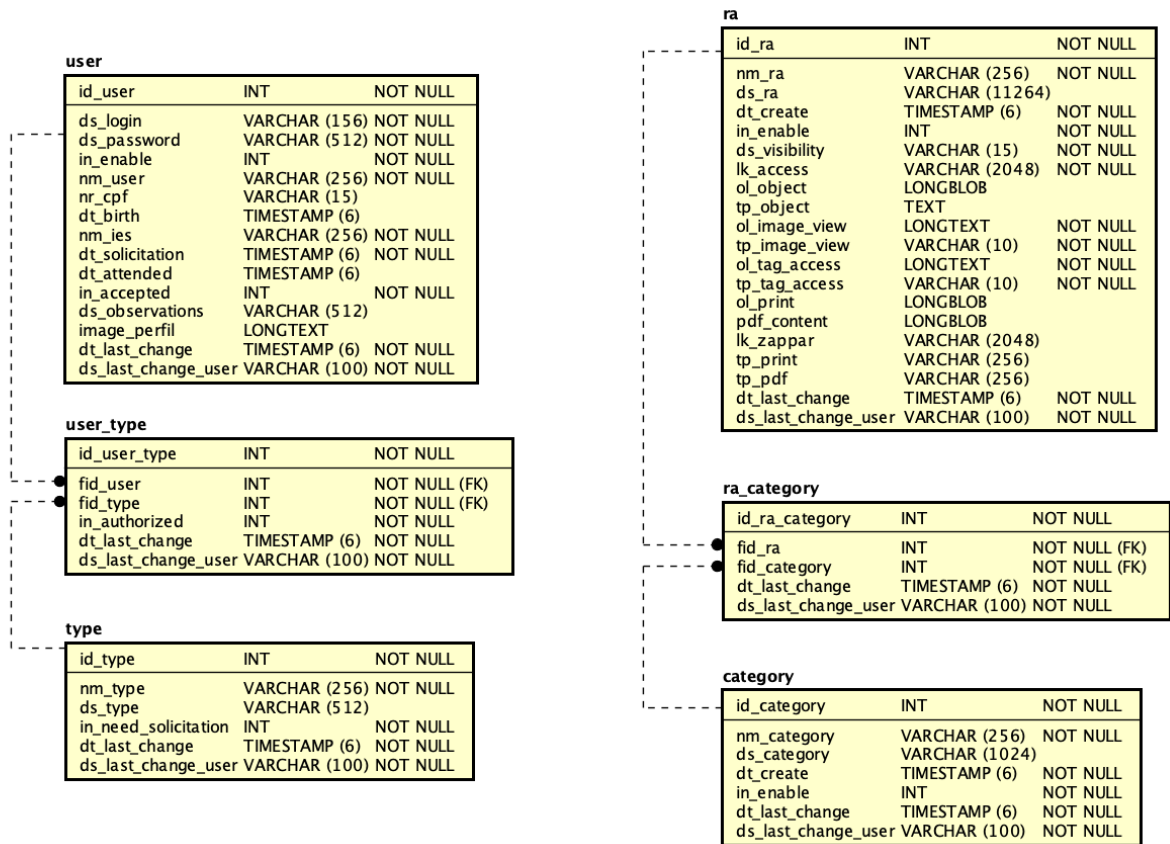 user
id_user INT NOT NULL
ds_login VARCHAR (156) NOT NULL
ds_password VARCHAR (512) NOT NULL
in_enable INT NOT NULL
nm_user VARCHAR (256) NOT NULL
nr_cpf VARCHAR (15)
dt_birth TIMESTAMP (6)
nm_ies VARCHAR (256) NOT NULL
dt_solicitation TIMESTAMP (6) NOT NULL
dt_attended TIMESTAMP (6)
in_accepted INT NOT NULL
ds_observations VARCHAR (512)
image_perfil LONGTEXT
dt_last_change TIMESTAMP (6) NOT NULL
ds_last_change_user VARCHAR (100) NOT NULL
user_type
id_user_type INT NOT NULL
fid_user INT NOT NULL (FK)
fid_type INT NOT NULL (FK)
in_authorized INT NOT NULL
dt_last_change TIMESTAMP (6) NOT NULL
ds_last_change_user VARCHAR (100) NOT NULL
type
id_type INT NOT NULL
nm_type VARCHAR (256) NOT NULL
ds_type VARCHAR (512)
in_need_solicitation INT NOT NULL
dt_last_change TIMESTAMP (6) NOT NULL
ds_last_change_user VARCHAR (100) NOT NULL
ra
id_ra INT NOT NULL
nm_ra VARCHAR (256) NOT NULL
ds_ra VARCHAR (11264)
dt_create TIMESTAMP (6) NOT NULL
in_enable INT NOT NULL
ds_visibility VARCHAR (15) NOT NULL
lk_access VARCHAR (2048) NOT NULL
ol_object LONGBLOB
tp_object TEXT
ol_image_view LONGTEXT NOT NULL
tp_image_view VARCHAR (10) NOT NULL
ol_tag_access LONGTEXT NOT NULL
tp_tag_access VARCHAR (10) NOT NULL
ol_print LONGBLOB
pdf_content LONGBLOB
lk_zappar VARCHAR (2048)
tp_print VARCHAR (256)
tp_pdf VARCHAR (256)
dt_last_change TIMESTAMP (6) NOT NULL
ds_last_change_user VARCHAR (100) NOT NULL
ra_category
id_ra_category INT NOT NULL
fid_ra INT NOT NULL (FK)
fid_category INT NOT NULL (FK)
dt_last_change TIMESTAMP (6) NOT NULL
ds_last_change_user VARCHAR (100) NOT NULL
category
id_category INT NOT NULL
nm_category VARCHAR (256) NOT NULL
ds_category VARCHAR (1024)
dt_create TIMESTAMP (6) NOT NULL
in_enable INT NOT NULL
dt_last_change TIMESTAMP (6) NOT NULL
ds_last_change_user VARCHAR (100) NOT NULL